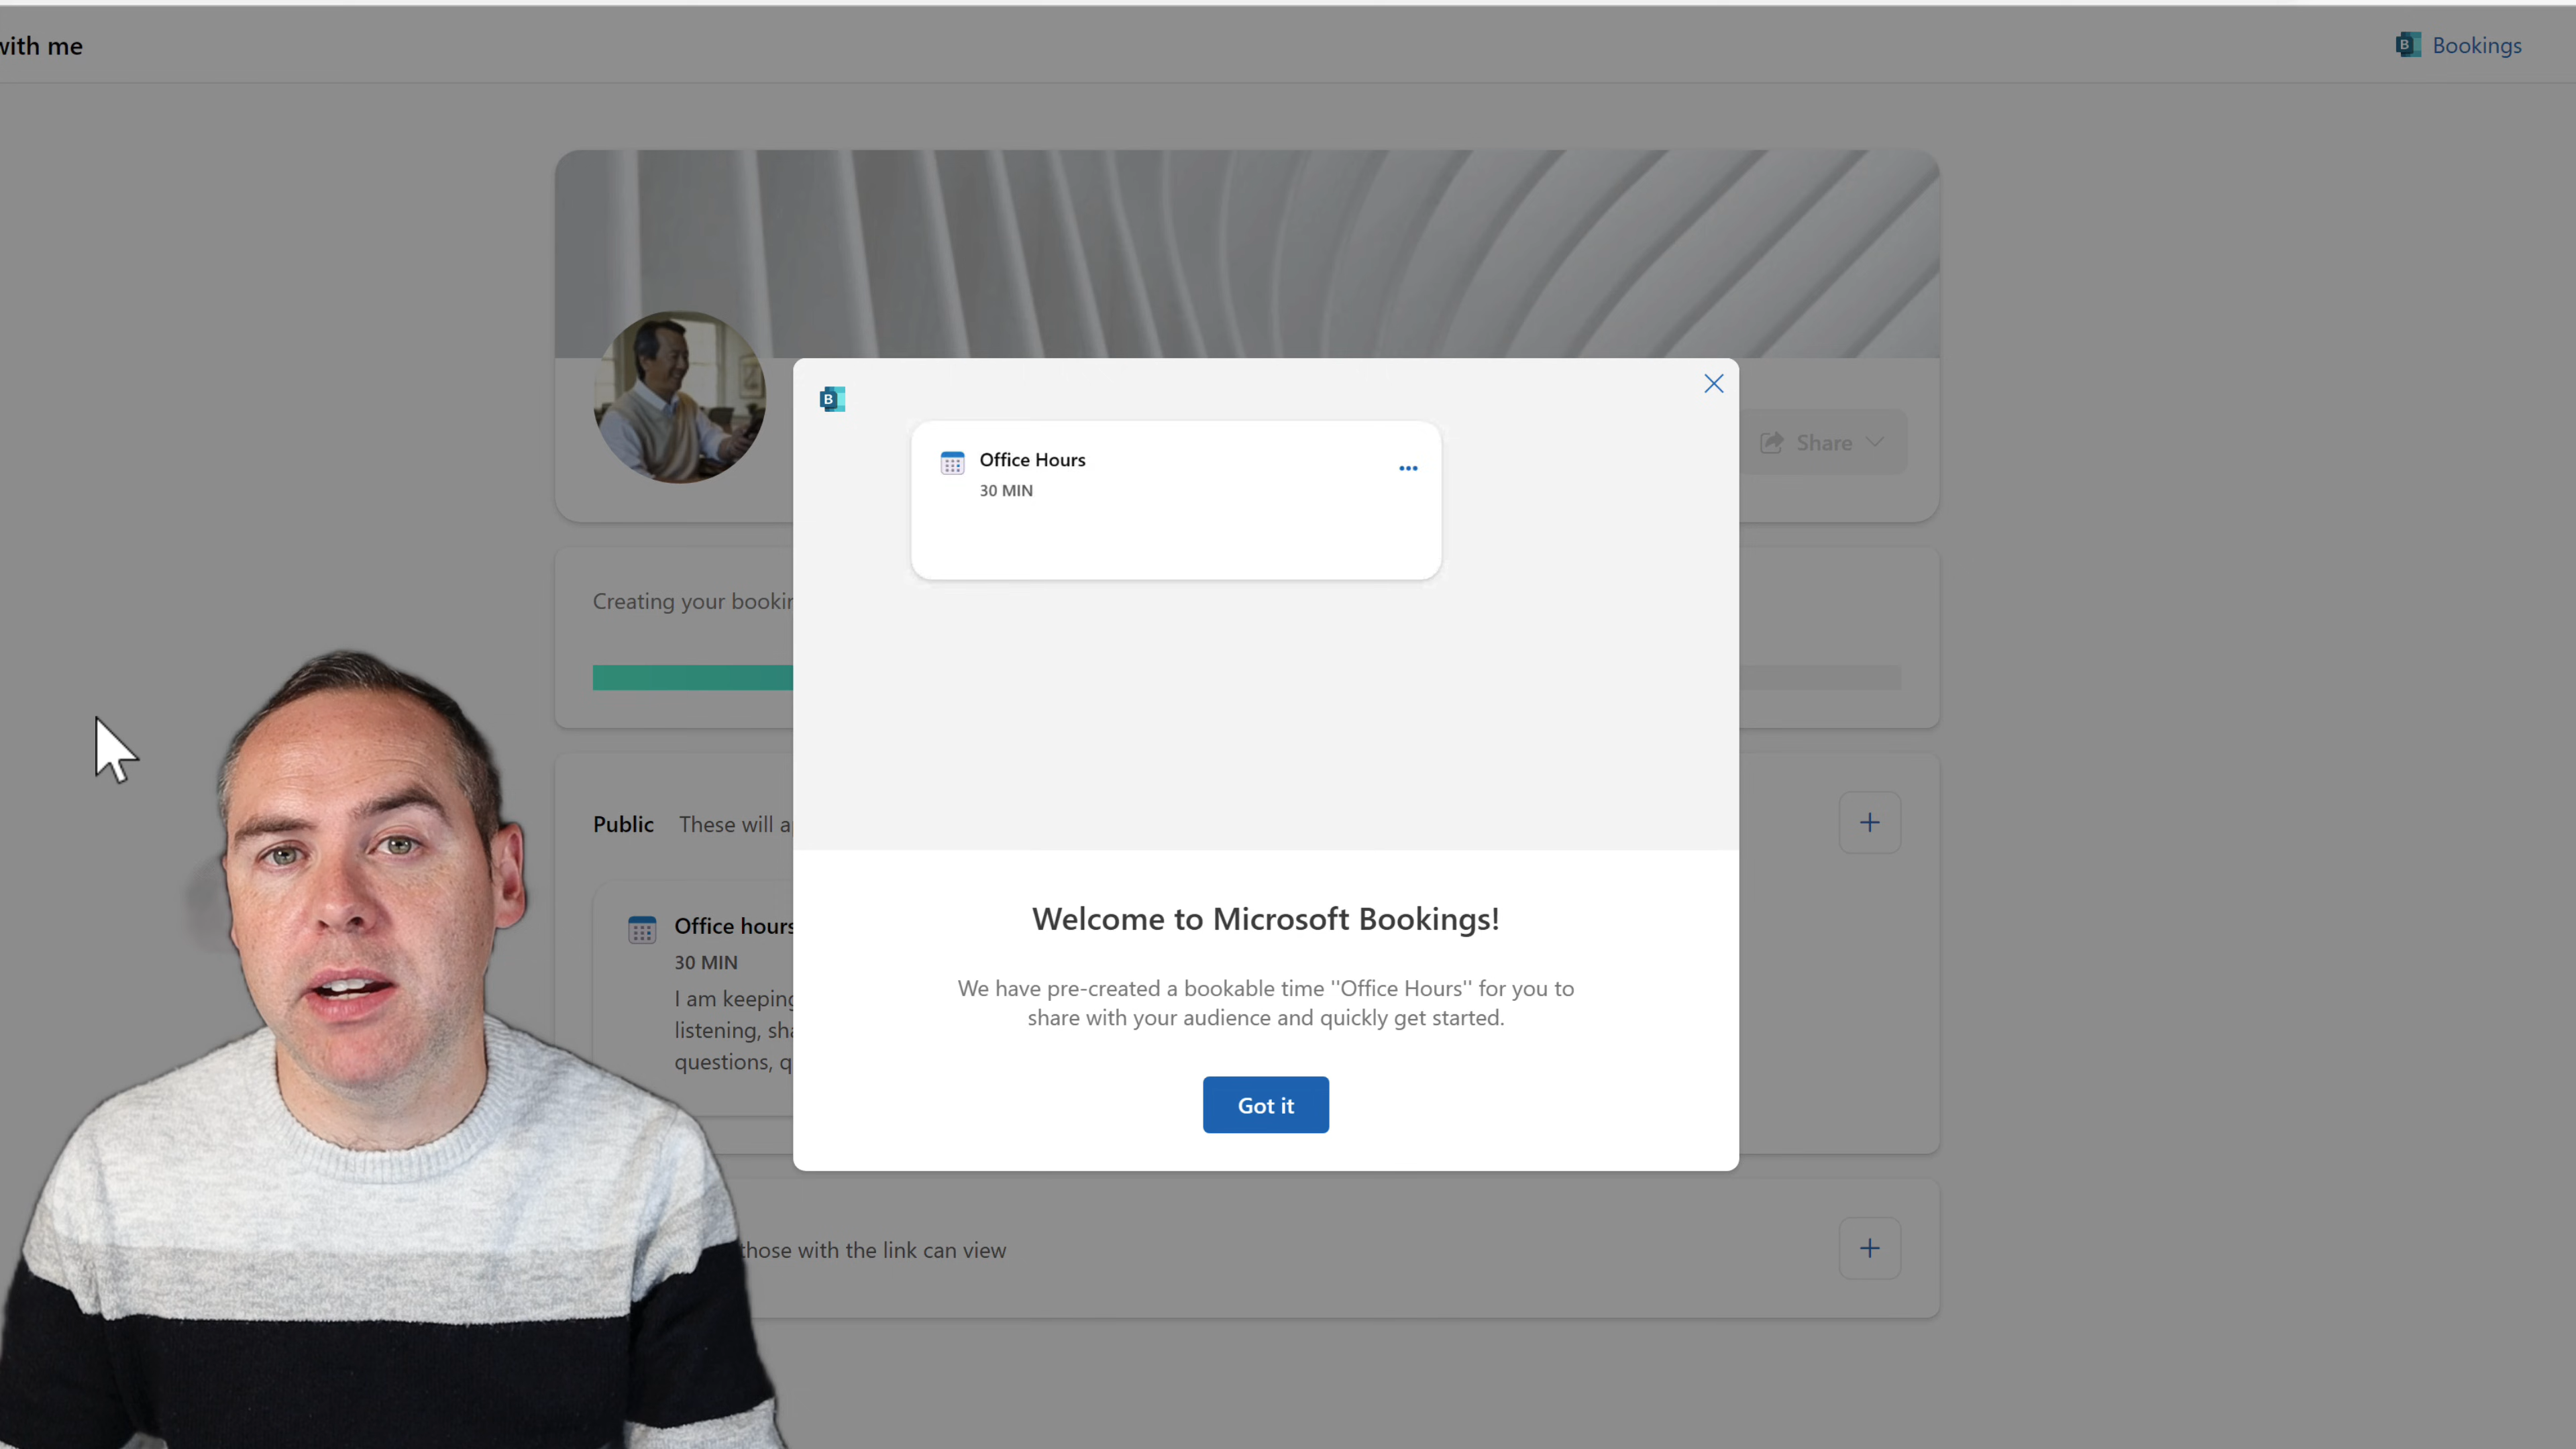 with me
B Bookings
B
Office Hours
30 MIN
Share
Creating your bookin
Public These will a
Office hours
30 MIN
I am keeping
listening, sha
questions, q
Welcome to Microsoft Bookings!
We have pre-created a bookable time "Office Hours" for you to
share with your audience and quickly get started.
Got it
those with the link can view